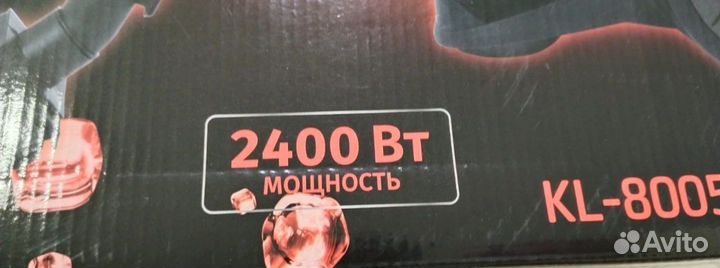 2400 Вт
МОЩНОСТЬ
KL-8005
Avito